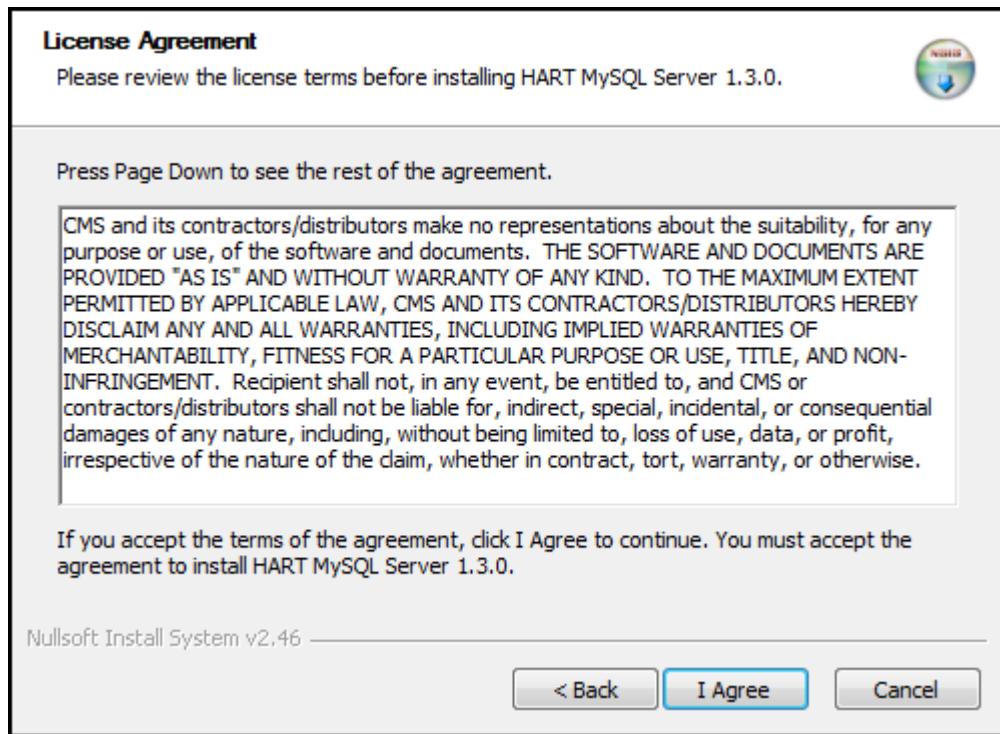 License Agreement
Please review the license terms before installing HART MySQL Server 1.3.0.
Press Page Down to see the rest of the agreement.
CMS and its contractors/distributors make no representations about the suitability, for any
purpose or use, of the software and documents.  THE SOFTWARE AND DOCUMENTS ARE
PROVIDED "AS IS" AND WITHOUT WARRANTY OF ANY KIND.  TO THE MAXIMUM EXTENT
PERMITTED BY APPLICABLE LAW, CMS AND ITS CONTRACTORS/DISTRIBUTORS HEREBY
DISCLAIM ANY AND ALL WARRANTIES, INCLUDING IMPLIED WARRANTIES OF
MERCHANTABILITY, FITNESS FOR A PARTICULAR PURPOSE OR USE, TITLE, AND NON-
INFRINGEMENT.  Recipient shall not, in any event, be entitled to, and CMS or
contractors/distributors shall not be liable for, indirect, special, incidental, or consequential
damages of any nature, including, without being limited to, loss of use, data, or profit,
irrespective of the nature of the claim, whether in contract, tort, warranty, or otherwise.
If you accept the terms of the agreement, click I Agree to continue. You must accept the
agreement to install HART MySQL Server 1.3.0.
Nullsoft Install System v2.46
< Back
I Agree
Cancel